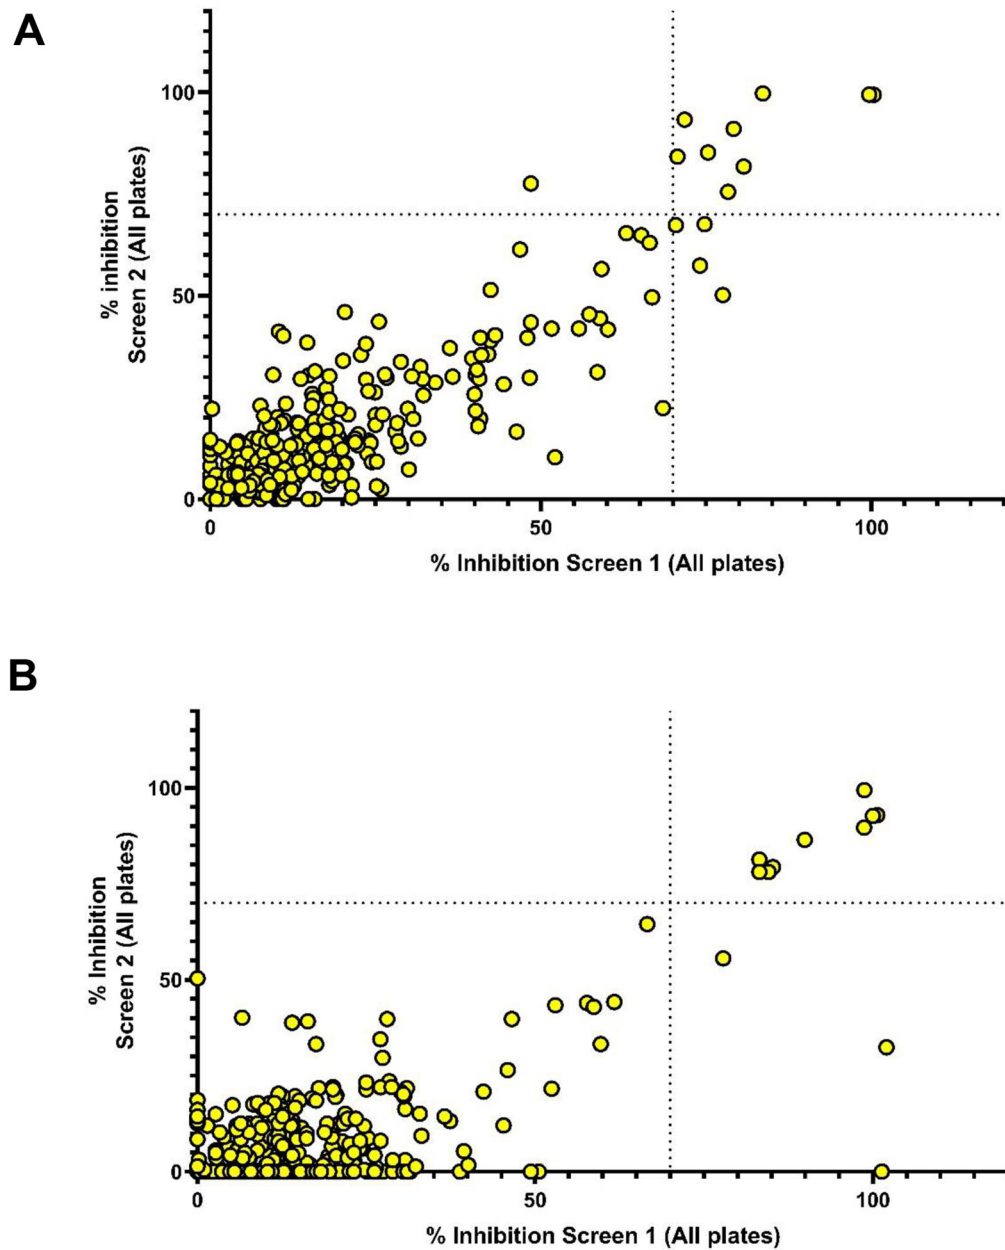 A
100
50
0
% inhibition
Screen 2 (All plates)
0
50
100
% Inhibition Screen 1 (All plates)
B
100
50
0
% Inhibition
Screen 2 (All plates)
0
50
100
% Inhibition Screen 1 (All plates)